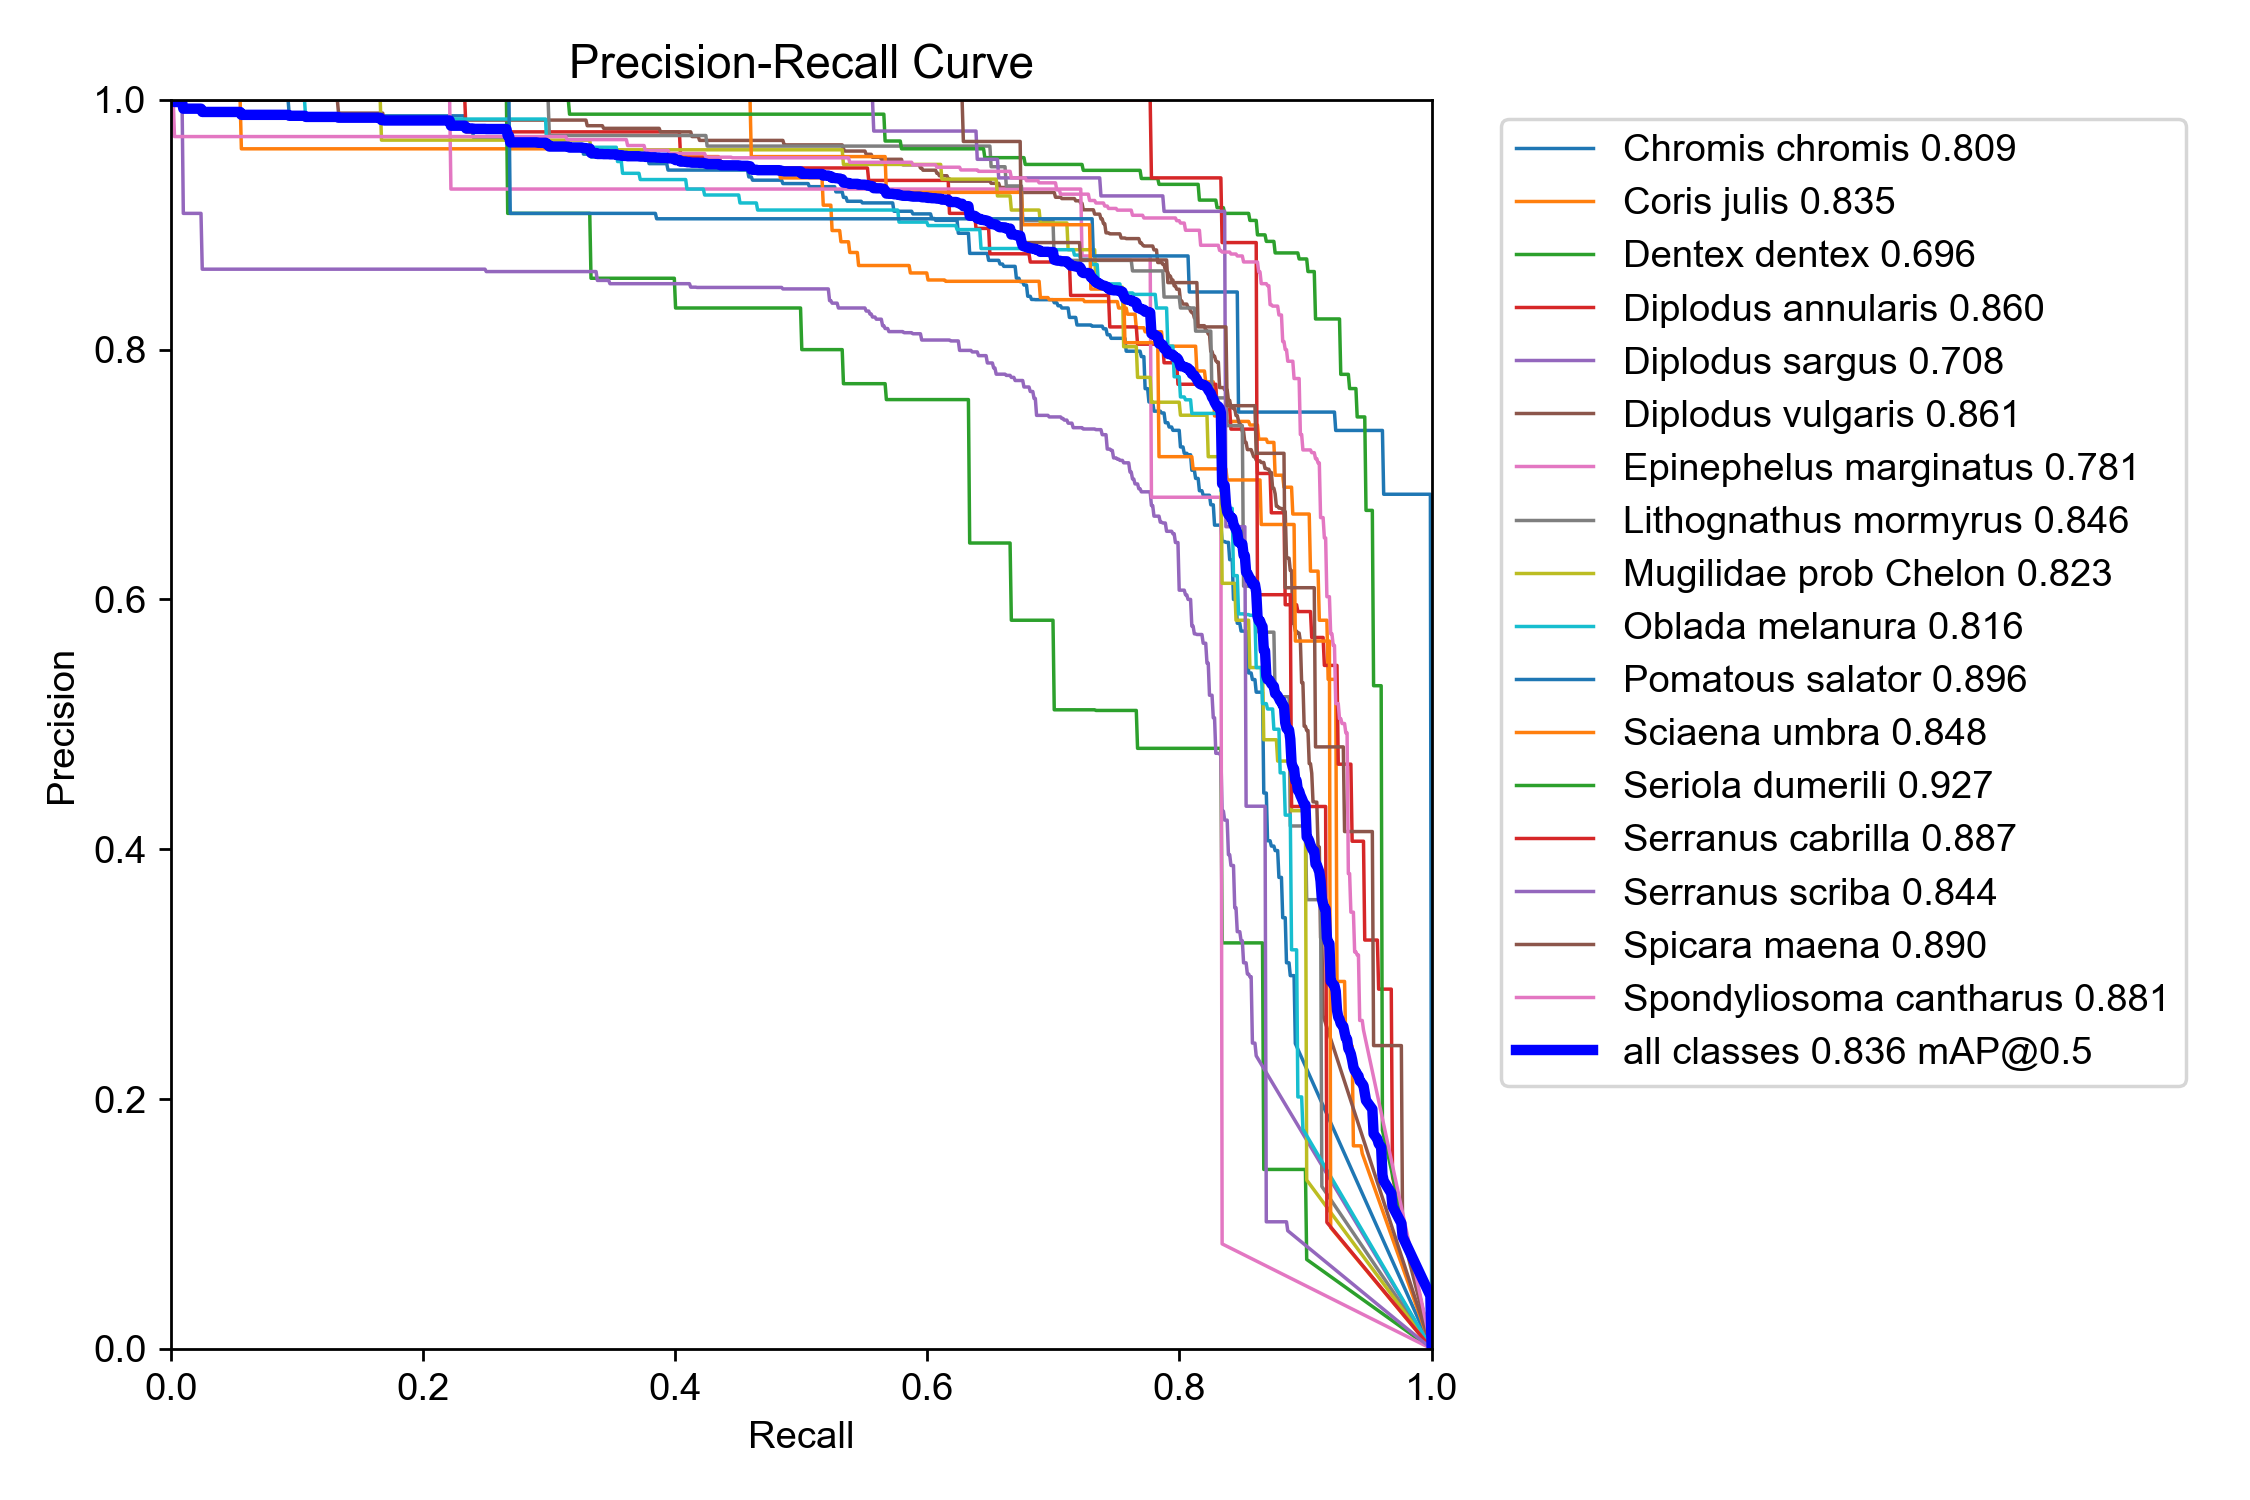 Precision-Recall Curve
1.0
0.8
0.6
0.4
0.2
0.0
Precision
0.0 0.2 0.4 0.6 0.8 1.0
Recall
Chromis chromis 0.809
Coris julis 0.835
Dentex dentex 0.696
Diplodus annularis 0.860
Diplodus sargus 0.708
Diplodus vulgaris 0.861
Epinephelus marginatus 0.781
Lithognathus mormyrus 0.846
Mugilidae prob Chelon 0.823
Oblada melanura 0.816
Pomatous salator 0.896
Sciaena umbra 0.848
Seriola dumerili 0.927
Serranus cabrilla 0.887
Serranus scriba 0.844
Spicara maena 0.890
Spondyliosoma cantharus 0.881
all classes 0.836 mAP@0.5